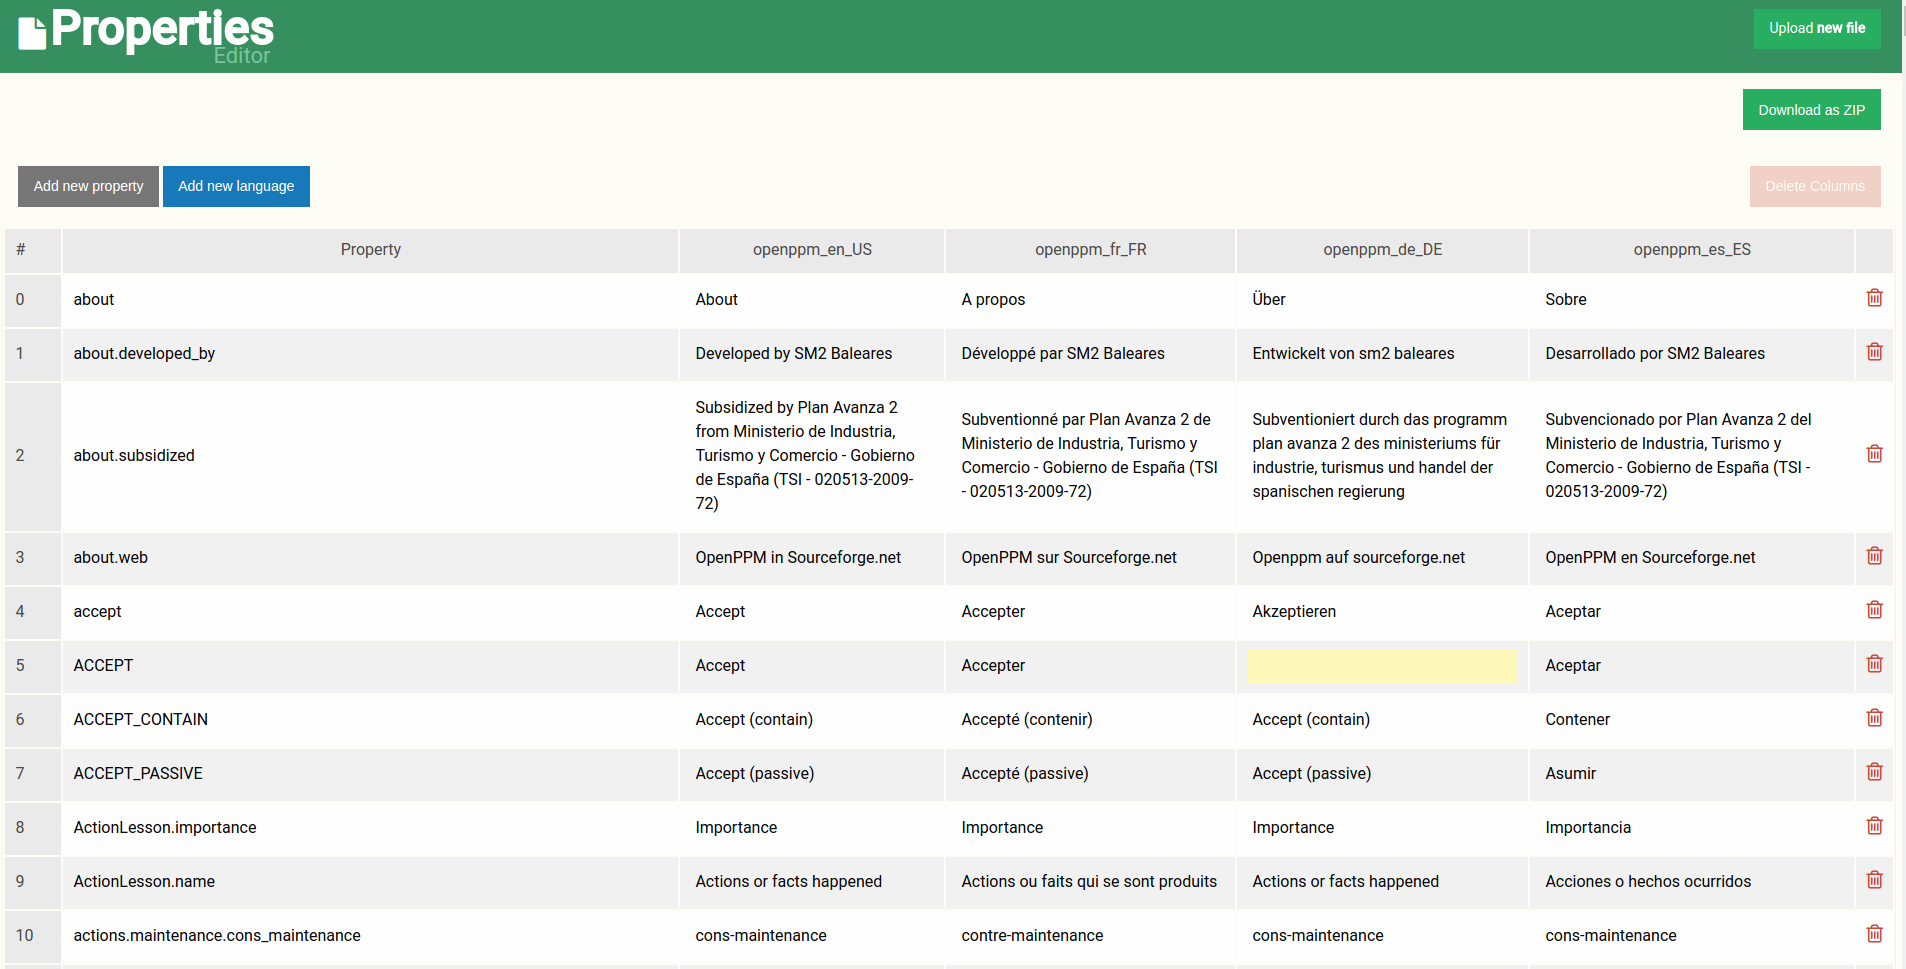 Properties
Editor
Upload new file
Download as ZIP
Add new property
Add new language
Delete Columns
# Property openppm_en_US openppm_fr_FR openppm_de_DE openppm_es_ES
0 about About A propos Über Sobre
1 about.developed_by Developed by SM2 Baleares Développé par SM2 Baleares Entwickelt von sm2 baleares Desarrollado por SM2 Baleares
2 about.subsidized
Subsidized by Plan Avanza 2
from Ministerio de Industria,
Turismo y Comercio - Gobierno
de España (TSI - 020513-2009-
72)
Subventionné par Plan Avanza 2 de
Ministerio de Industria, Turismo y
Comercio - Gobierno de España (TSI
- 020513-2009-72)
Subventioniert durch das programm
plan avanza 2 des ministeriums für
industrie, turismus und handel der
spanischen regierung
Subvencionado por Plan Avanza 2 del
Ministerio de Industria, Turismo y
Comercio - Gobierno de España (TSI -
020513-2009-72)
3 about.web OpenPPM in Sourceforge.net OpenPPM sur Sourceforge.net Openppm auf sourceforge.net OpenPPM en Sourceforge.net
4 accept Accept Accepter Akzeptieren Aceptar
5 ACCEPT Accept Accepter Aceptar
6 ACCEPT_CONTAIN Accept (contain) Accepté (contenir) Accept (contain) Contener
7 ACCEPT_PASSIVE Accept (passive) Accepté (passive) Accept (passive) Asumir
8 ActionLesson.importance Importance Importance Importance Importancia
9 ActionLesson.name Actions or facts happened Actions ou faits qui se sont produits Actions or facts happened Acciones o hechos ocurridos
10 actions.maintenance.cons_maintenance cons-maintenance contre-maintenance cons-maintenance cons-maintenance